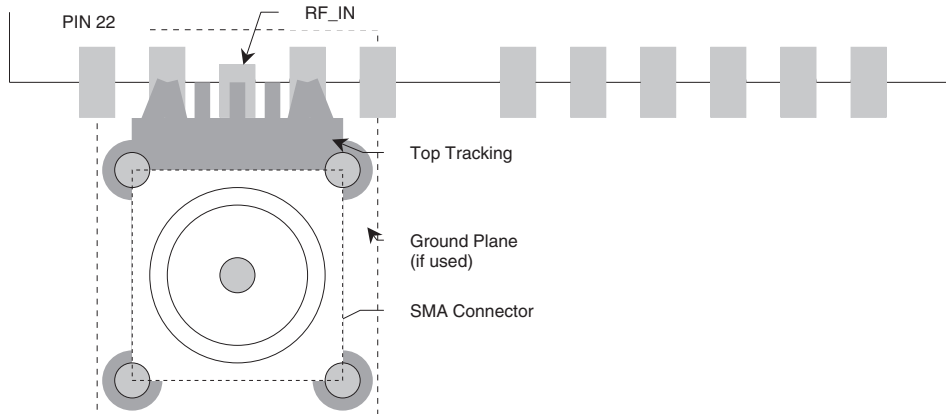 PIN 22
RF_IN
Top Tracking
Ground Plane
(if used)
SMA Connector